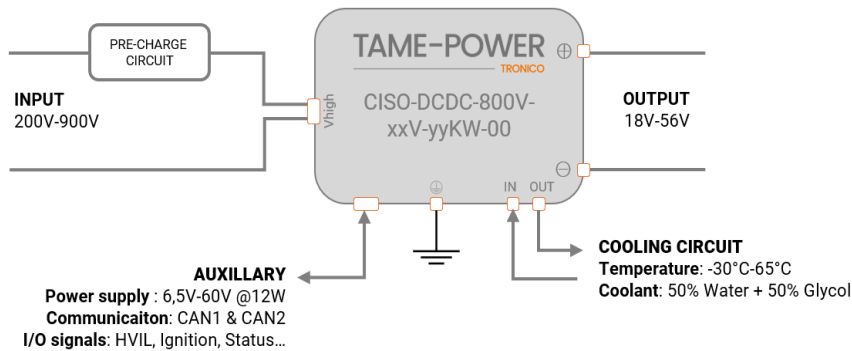 PRE-CHARGE
CIRCUIT
INPUT
200V-900V
TAME-POWER
TRONICO
CISO-DCDC-800V-
xxV-yyKW-00
Vhigh
IN OUT
OUTPUT
18V-56V
AUXILLARY
Power supply : 6,5V-60V @12W
Communicaiton: CAN1 & CAN2
I/O signals: HVIL, Ignition, Status...
COOLING CIRCUIT
Temperature: -30°C-65°C
Coolant: 50% Water + 50% Glycol